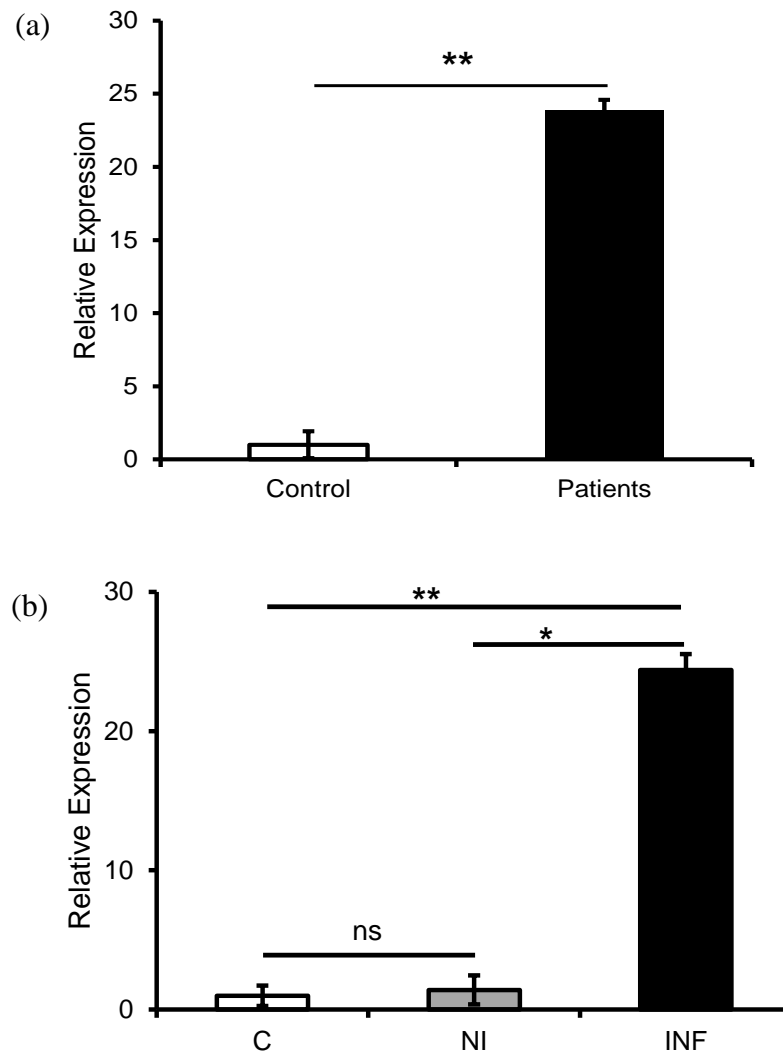 (a)
Relative Expression
30
25
20
15
10
5
0
**
Control Patients
(b)
Relative Expression
30
20
10
0
**
*
ns
C NI INF